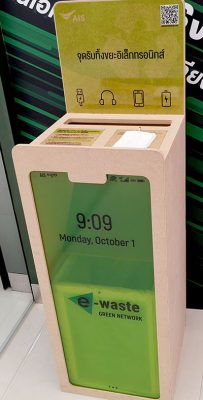 AIS
จุดรับทิ้งขยะอิเล็กทรอนิกส์
9:09
Monday, October 1
e-waste
GREEN NETWORK